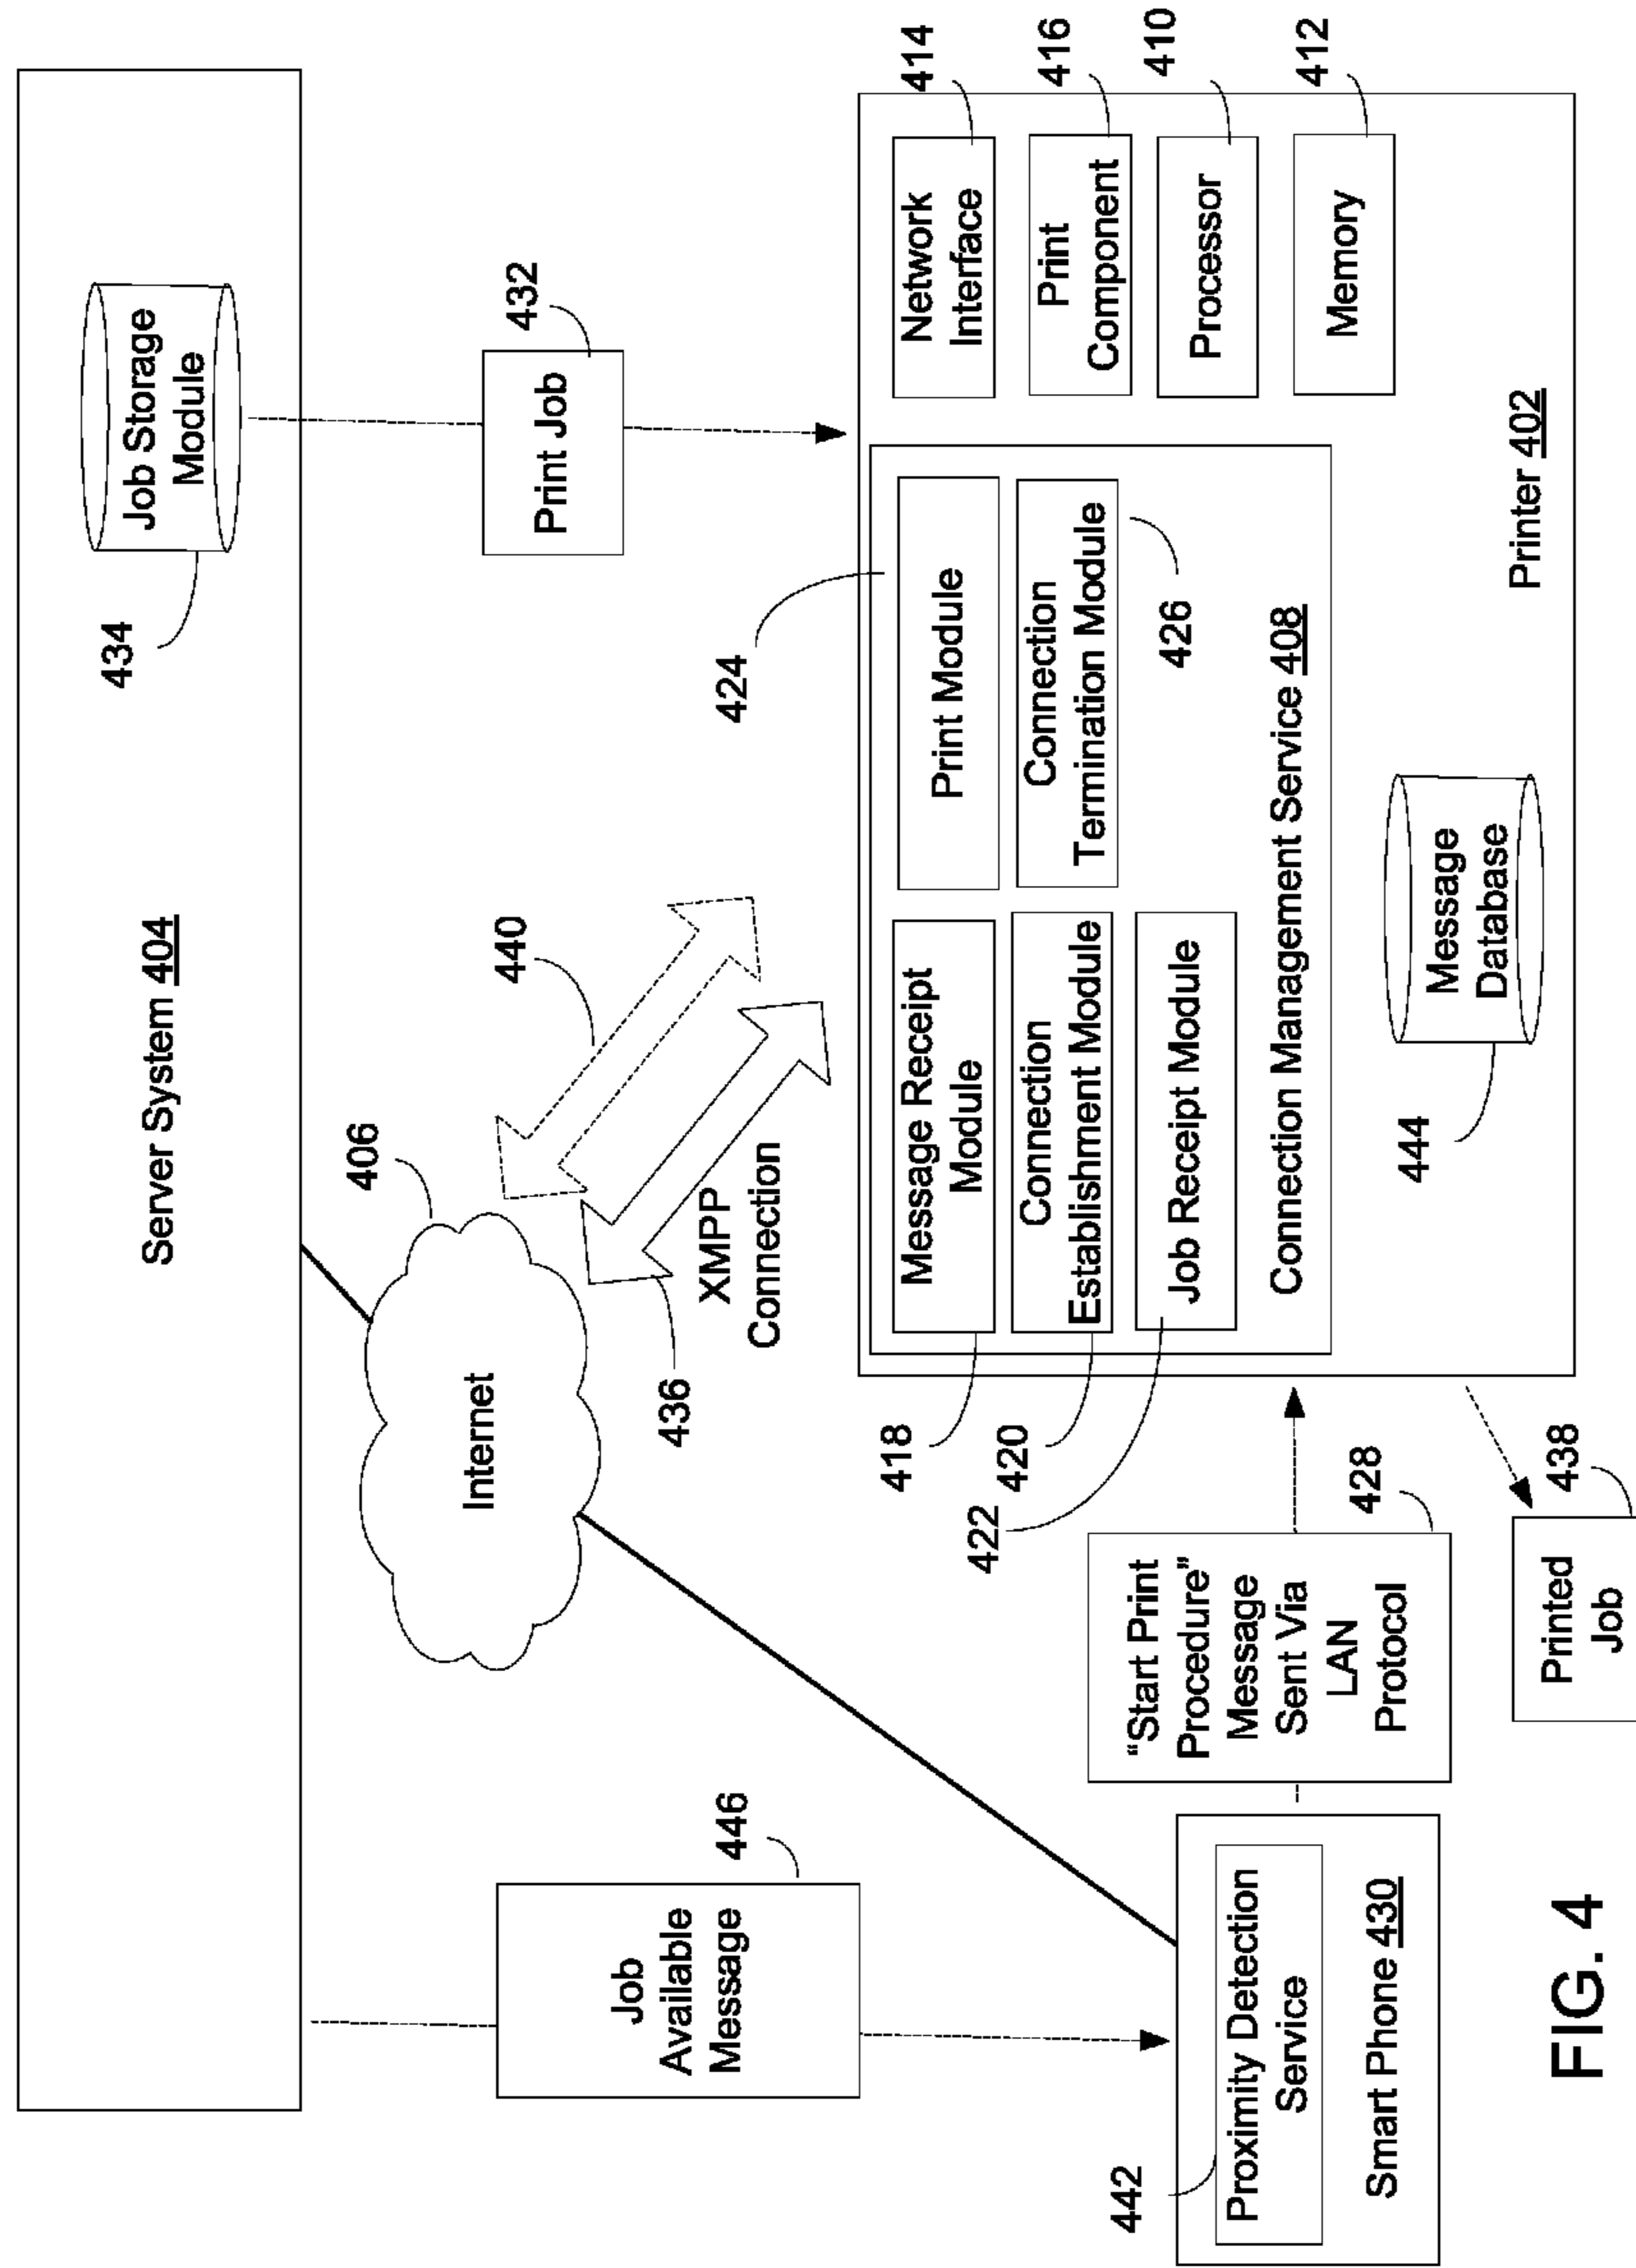 Server System 404
Job Storage
Module
434
Job
Available
Message
446
Internet
406
XMPP
Connection
436
440
Print Job
432
442
Proximity Detection
Service
Smart Phone 430
"Start Print
Procedure"
Message
Sent Via
LAN
Protocol
428
Printed
Job
438
418
420
422
424
Message Receipt
Module
Connection
Establishment Module
Job Receipt Module
Print Module
Connection
Termination Module
426
Connection Management Service 408
Message
Database
444
Printer 402
Network
Interface
414
Print
Component
416
Processor
410
Memory
412
FIG. 4